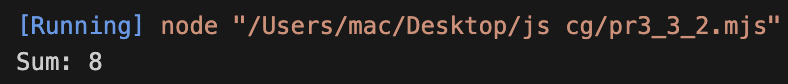 [Running] node "/Users/mac/Desktop/js cg/pr3_3_2.mjs"
Sum: 8